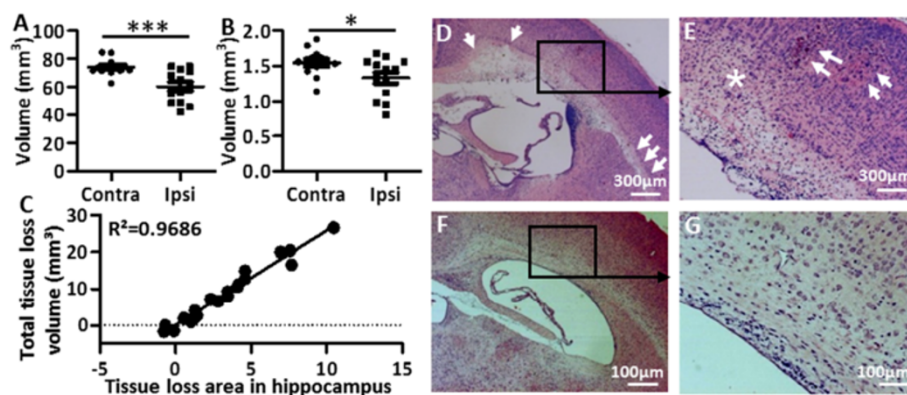 A
***
Volume (mm³)
100
80
60
40
20
0
Contra Ipsi
B
*
Volume (mm³)
2.0
1.5
1.0
0.5
0.0
Contra Ipsi
C
R²=0.9686
Total tissue loss
volume (mm³)
30
20
10
0
-5 0 5 10 15
Tissue loss area in hippocampus
D
300µm
E
*
300µm
F
100µm
G
100µm